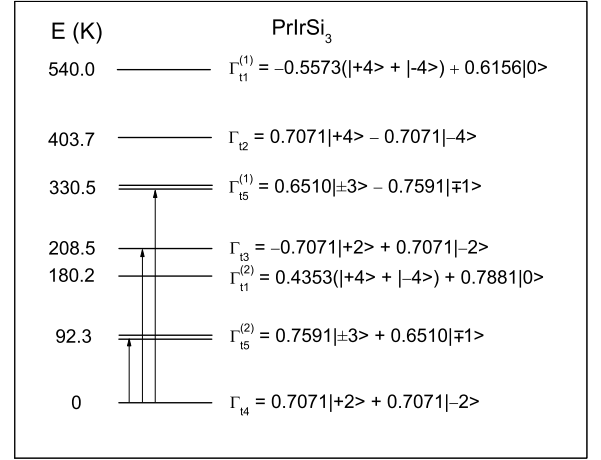 E (K) PrIrSi₃
540.0 Γₜ₁⁽¹⁾ = −0.5573(|+4> + |-4>) + 0.6156|0>
403.7 Γₜ₂ = 0.7071|+4> − 0.7071|−4>
330.5 Γₜ₅⁽¹⁾ = 0.6510|±3> − 0.7591|∓1>
208.5 Γₜ₃ = −0.7071|+2> + 0.7071|−2>
180.2 Γₜ₁⁽²⁾ = 0.4353(|+4> + |−4>) + 0.7881|0>
92.3 Γₜ₅⁽²⁾ = 0.7591|±3> + 0.6510|∓1>
0 Γₜ₄ = 0.7071|+2> + 0.7071|−2>